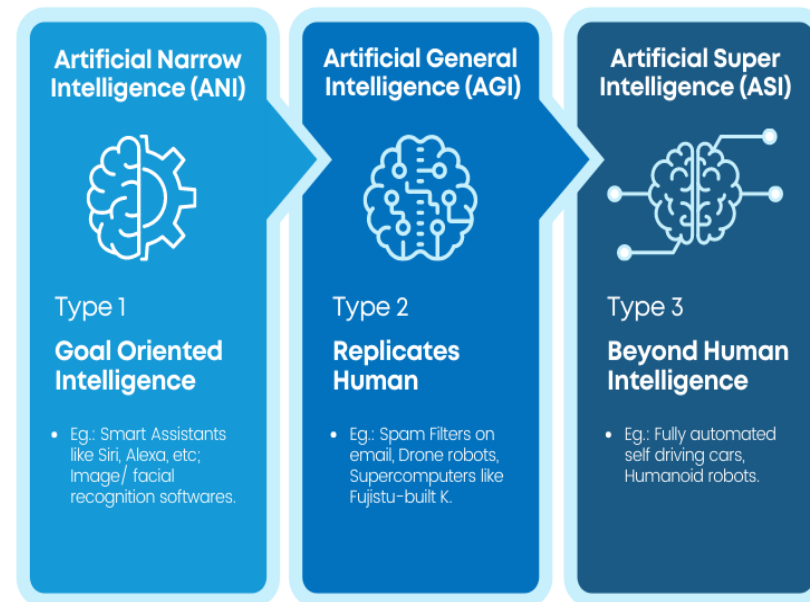 Artificial Narrow
Intelligence (ANI)
Type 1
Goal Oriented
Intelligence
• Eg.: Smart Assistants
like Siri, Alexa, etc;
Image/ facial
recognition softwares.
Artificial General
Intelligence (AGI)
Type 2
Replicates
Human
• Eg.: Spam Filters on
email, Drone robots,
Supercomputers like
Fujistu-built K.
Artificial Super
Intelligence (ASI)
Type 3
Beyond Human
Intelligence
• Eg.: Fully automated
self driving cars,
Humanoid robots.